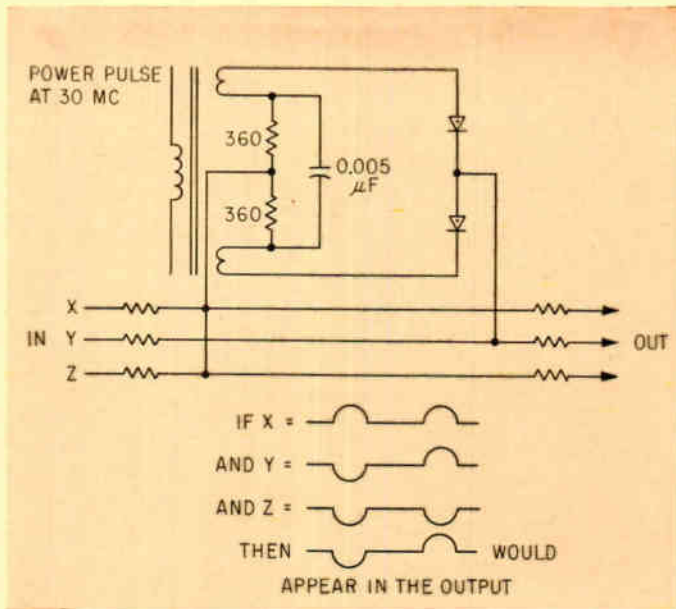 POWER PULSE
AT 30 MC
360
0.005
µF
360
X
IN Y OUT
Z
IF X =
AND Y =
AND Z =
THEN WOULD
APPEAR IN THE OUTPUT